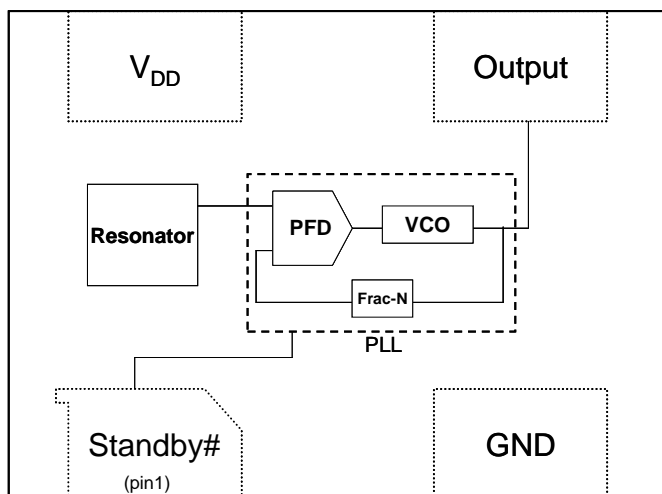 VDD
Output
Resonator
PFD
VCO
Frac-N
PLL
Standby#
(pin1)
GND